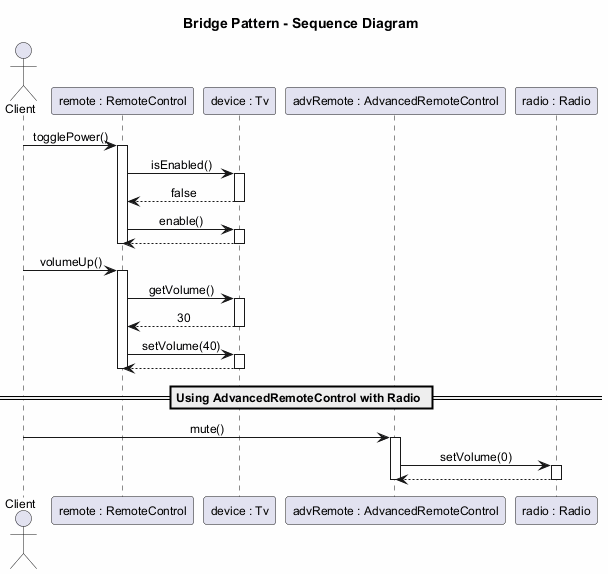 Bridge Pattern - Sequence Diagram
Client
remote : RemoteControl
device : Tv
advRemote : AdvancedRemoteControl
radio : Radio
togglePower()
isEnabled()
false
enable()
volumeUp()
getVolume()
30
setVolume(40)
Using AdvancedRemoteControl with Radio
mute()
setVolume(0)
Client
remote : RemoteControl
device : Tv
advRemote : AdvancedRemoteControl
radio : Radio